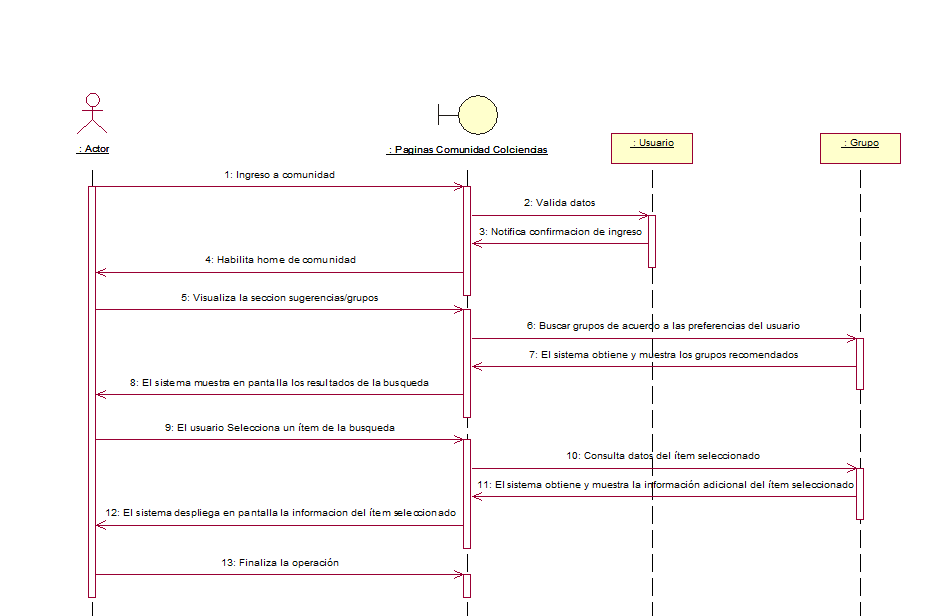 : Actor
: Paginas Comunidad Colciencias
: Usuario
: Grupo
1: Ingreso a comunidad
2: Valida datos
3: Notifica confirmacion de ingreso
4: Habilita home de comunidad
5: Visualiza la seccion sugerencias/grupos
6: Buscar grupos de acuerdo a las preferencias del usuario
7: El sistema obtiene y muestra los grupos recomendados
8: El sistema muestra en pantalla los resultados de la busqueda
9: El usuario Selecciona un ítem de la busqueda
10: Consulta datos del ítem seleccionado
11: El sistema obtiene y muestra la información adicional del ítem seleccionado
12: El sistema despliega en pantalla la informacion del ítem seleccionado
13: Finaliza la operación